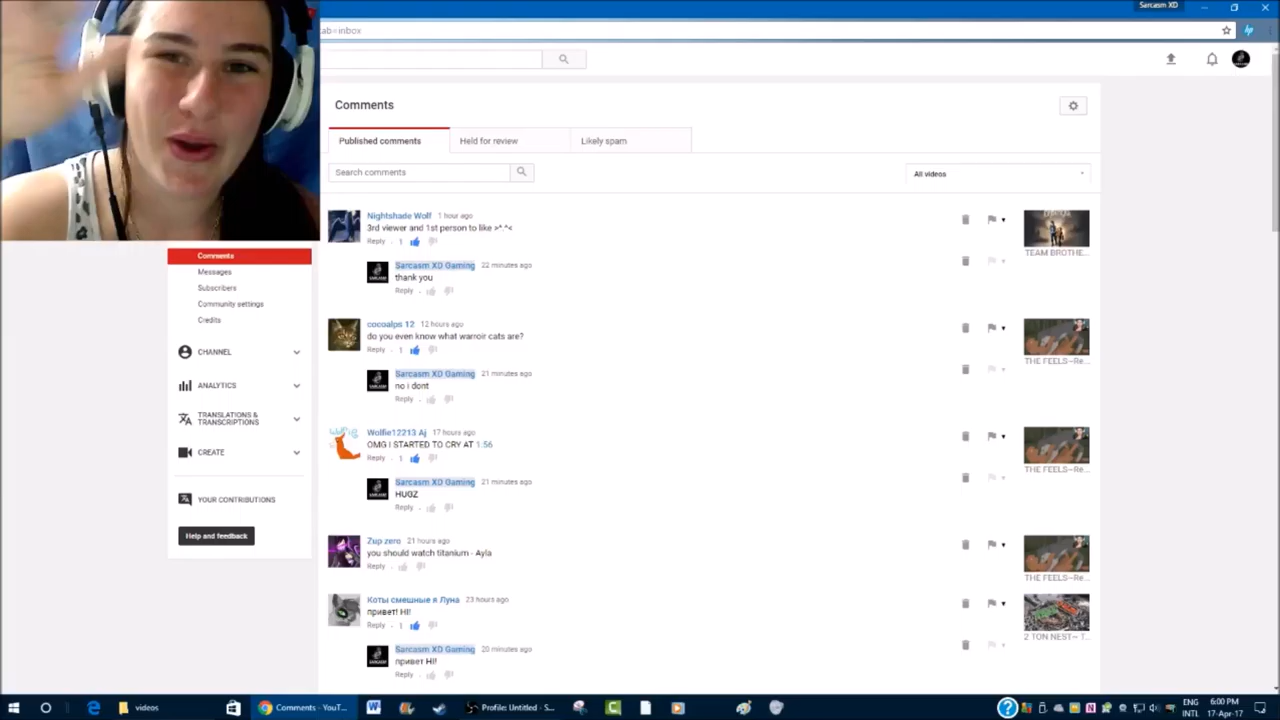 Sarcasm XD
ab=inbox
Comments
Published comments
Held for review
Likely spam
Search comments
All videos
Nightshade Wolf 1 hour ago
3rd viewer and 1st person to like >^.^<
Reply · 1
TEAM BROTHE...
Sarcasm XD Gaming 22 minutes ago
thank you
Reply ·
Comments
Messages
Subscribers
Community settings
Credits
CHANNEL
ANALYTICS
TRANSLATIONS &
TRANSCRIPTIONS
CREATE
YOUR CONTRIBUTIONS
Help and feedback
cocoalps 12 12 hours ago
do you even know what warroir cats are?
Reply · 1
THE FEELS~Re...
Sarcasm XD Gaming 21 minutes ago
no i dont
Reply ·
Wolfie12213 Aj 17 hours ago
OMG I STARTED TO CRY AT 1:56
Reply · 1
THE FEELS~Re...
Sarcasm XD Gaming 21 minutes ago
HUGZ
Reply ·
Zup zero 21 hours ago
you should watch titanium - Ayla
Reply ·
THE FEELS~Re...
Коты смешные я Луна 23 hours ago
привет! HI!
Reply · 1
2 TON NEST~ T...
Sarcasm XD Gaming 20 minutes ago
привет HI!
Reply ·
videos
Comments - YouT...
Profile: Untitled - S...
ENG
INTL
6:00 PM
17-Apr-17